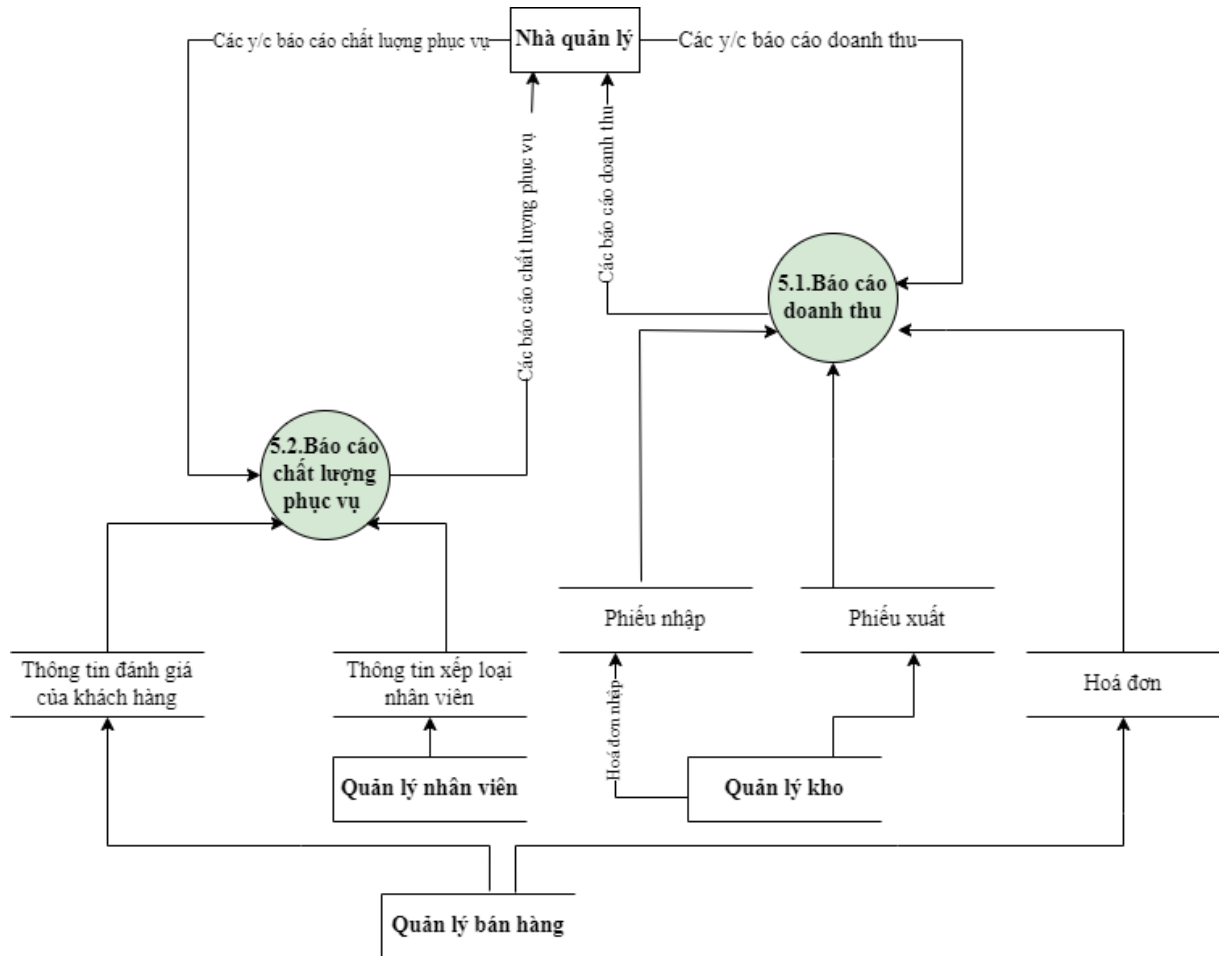 Các y/c báo cáo chất luợng phục vụ
Nhà quản lý
Các y/c báo cáo doanh thu
Các báo cáo chất lượng phục vụ
Các báo cáo doanh thu
5.1.Báo cáo
doanh thu
5.2.Báo cáo
chất lượng
phục vụ
Phiếu nhập
Phiếu xuất
Thông tin đánh giá
của khách hàng
Thông tin xếp loại
nhân viên
Hoá đơn
Hoá đơn nhập
Quản lý nhân viên
Quản lý kho
Quản lý bán hàng